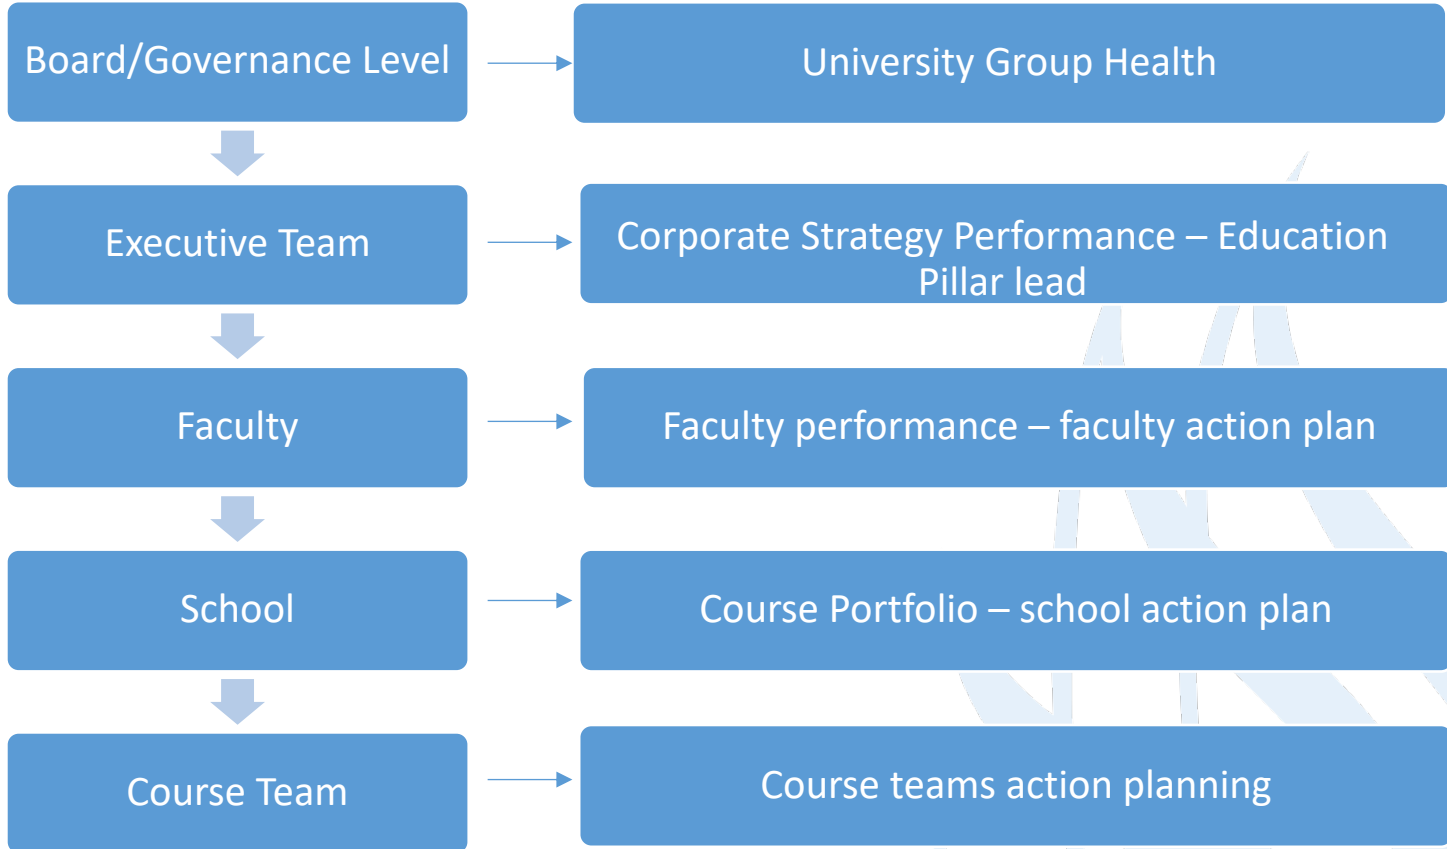 Board/Governance Level
University Group Health
Executive Team
Corporate Strategy Performance – Education
Pillar lead
Faculty
Faculty performance – faculty action plan
School
Course Portfolio – school action plan
Course Team
Course teams action planning